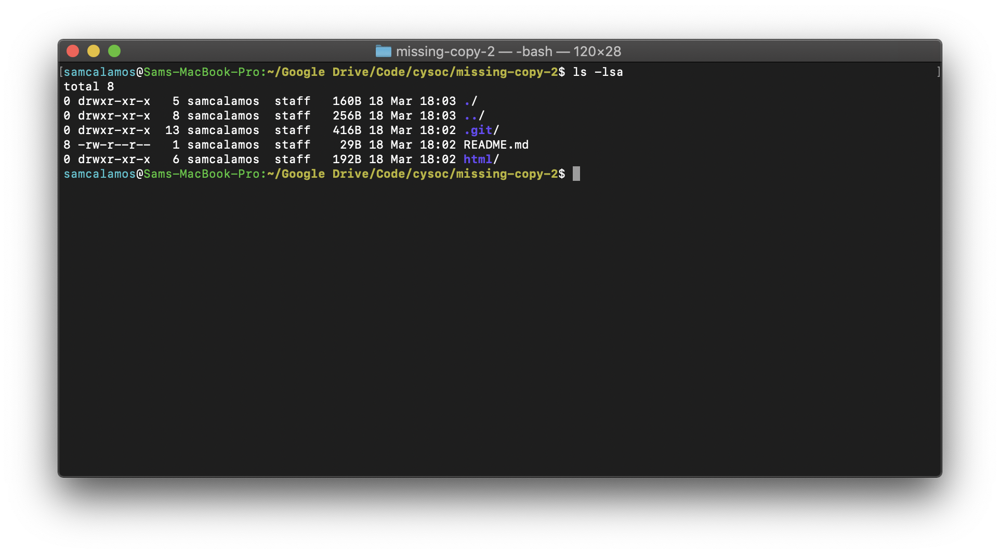 missing-copy-2 — -bash — 120×28
[samcalamos@Sams-MacBook-Pro:~/Google Drive/Code/cysoc/missing-copy-2$ ls -lsa ]
total 8
0 drwxr-xr-x   5 samcalamos  staff   160B 18 Mar 18:03 ./
0 drwxr-xr-x   8 samcalamos  staff   256B 18 Mar 18:03 ../
0 drwxr-xr-x  13 samcalamos  staff   416B 18 Mar 18:02 .git/
8 -rw-r--r--   1 samcalamos  staff    29B 18 Mar 18:02 README.md
0 drwxr-xr-x   6 samcalamos  staff   192B 18 Mar 18:02 html/
samcalamos@Sams-MacBook-Pro:~/Google Drive/Code/cysoc/missing-copy-2$